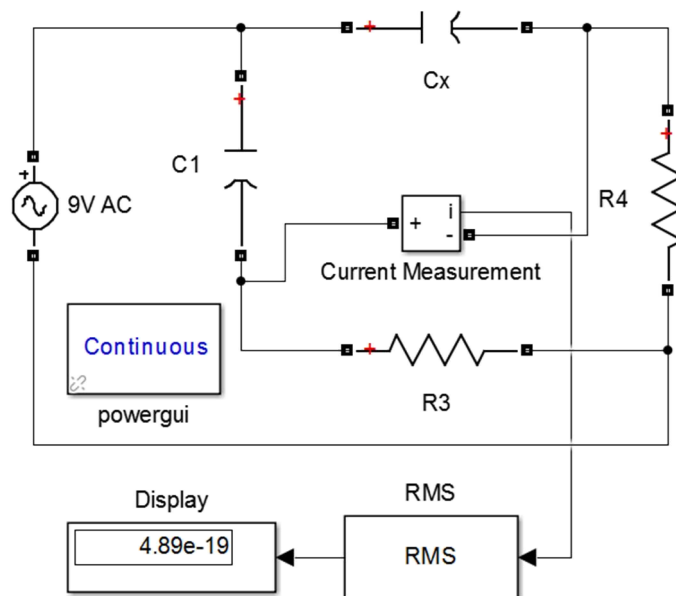 Cx
C1
9V AC
R4
+ i
-
Current Measurement
Continuous
powergui
R3
Display
RMS
4.89e-19
RMS